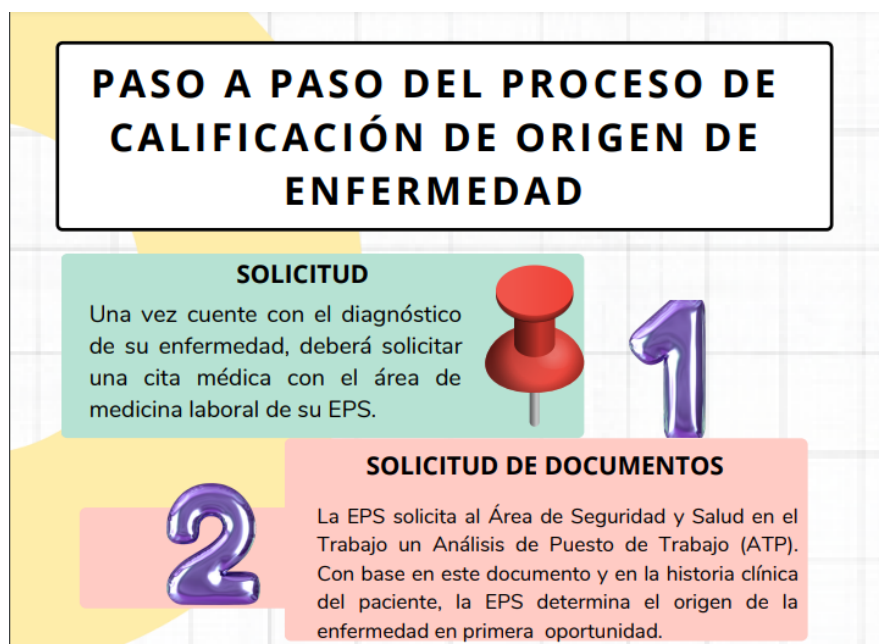 PASO A PASO DEL PROCESO DE
CALIFICACIÓN DE ORIGEN DE
ENFERMEDAD
SOLICITUD
Una vez cuente con el diagnóstico
de su enfermedad, deberá solicitar
una cita médica con el área de
medicina laboral de su EPS.
1
SOLICITUD DE DOCUMENTOS
2
La EPS solicita al Área de Seguridad y Salud en el
Trabajo un Análisis de Puesto de Trabajo (ATP).
Con base en este documento y en la historia clínica
del paciente, la EPS determina el origen de la
enfermedad en primera oportunidad.